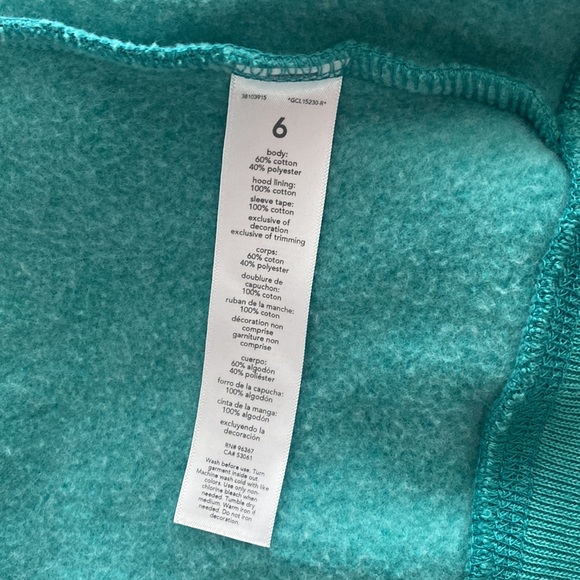 38103915 "GCL15230-R"
6
body:
60% cotton
40% polyester
hood lining:
100% cotton
sleeve tape:
100% cotton
exclusive of
decoration
exclusive of trimming
corps:
60% coton
40% polyester
doublure de
capuchon:
100% coton
ruban de la manche:
100% coton
décoration non
comprise
garniture non
comprise
cuerpo:
60% algodón
40% poliéster
forro de la capucha:
100% algodón
cinta de la manga:
100% algodón
excluyendo la
decoración
RN# 96367
CA# 53061
Wash before use. Turn
garment inside out.
Machine wash cold with like
colors. Use only non-
chlorine bleach when
needed. Tumble dry
medium. Warm iron if
needed. Do not iron
decoration.